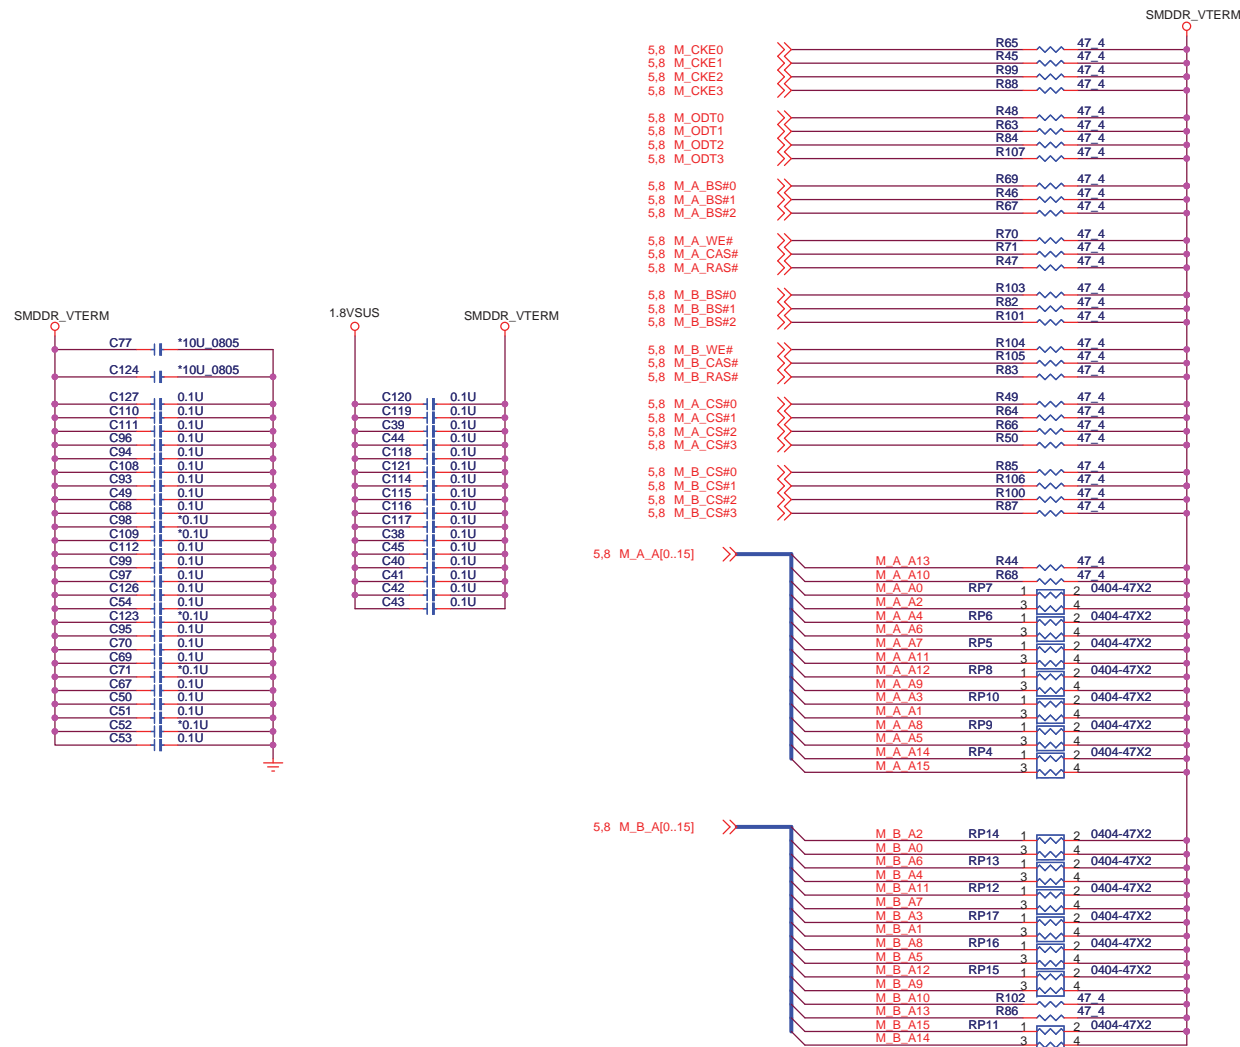 SMDDR_VTERM
5,8 M_CKE0 R65 47_4
5,8 M_CKE1 R45 47_4
5,8 M_CKE2 R99 47_4
5,8 M_CKE3 R88 47_4
5,8 M_ODT0 R48 47_4
5,8 M_ODT1 R63 47_4
5,8 M_ODT2 R84 47_4
5,8 M_ODT3 R107 47_4
5,8 M_A_BS#0 R69 47_4
5,8 M_A_BS#1 R46 47_4
5,8 M_A_BS#2 R67 47_4
5,8 M_A_WE# R70 47_4
5,8 M_A_CAS# R71 47_4
5,8 M_A_RAS# R47 47_4
5,8 M_B_BS#0 R103 47_4
5,8 M_B_BS#1 R82 47_4
5,8 M_B_BS#2 R101 47_4
5,8 M_B_WE# R104 47_4
5,8 M_B_CAS# R105 47_4
5,8 M_B_RAS# R83 47_4
5,8 M_A_CS#0 R49 47_4
5,8 M_A_CS#1 R64 47_4
5,8 M_A_CS#2 R66 47_4
5,8 M_A_CS#3 R50 47_4
5,8 M_B_CS#0 R85 47_4
5,8 M_B_CS#1 R106 47_4
5,8 M_B_CS#2 R100 47_4
5,8 M_B_CS#3 R87 47_4
SMDDR_VTERM
C77 *10U_0805
C124 *10U_0805
C127 0.1U
C110 0.1U
C111 0.1U
C96 0.1U
C94 0.1U
C108 0.1U
C93 0.1U
C49 0.1U
C68 0.1U
C98 *0.1U
C109 *0.1U
C112 0.1U
C99 0.1U
C97 0.1U
C126 0.1U
C54 0.1U
C123 *0.1U
C95 0.1U
C70 0.1U
C69 0.1U
C71 *0.1U
C67 0.1U
C50 0.1U
C51 0.1U
C52 *0.1U
C53 0.1U
1.8VSUS SMDDR_VTERM
C120 0.1U
C119 0.1U
C39 0.1U
C44 0.1U
C118 0.1U
C121 0.1U
C114 0.1U
C115 0.1U
C116 0.1U
C117 0.1U
C38 0.1U
C45 0.1U
C40 0.1U
C41 0.1U
C42 0.1U
C43 0.1U
5,8 M_A_A[0..15]
M_A_A13 R44 47_4
M_A_A10 R68 47_4
M_A_A0 RP7 1 2 0404-47X2
M_A_A2 3 4
M_A_A4 RP6 1 2 0404-47X2
M_A_A6 3 4
M_A_A7 RP5 1 2 0404-47X2
M_A_A11 3 4
M_A_A12 RP8 1 2 0404-47X2
M_A_A9 3 4
M_A_A3 RP10 1 2 0404-47X2
M_A_A1 3 4
M_A_A8 RP9 1 2 0404-47X2
M_A_A5 3 4
M_A_A14 RP4 1 2 0404-47X2
M_A_A15 3 4
5,8 M_B_A[0..15]
M_B_A2 RP14 1 2 0404-47X2
M_B_A0 3 4
M_B_A6 RP13 1 2 0404-47X2
M_B_A4 3 4
M_B_A11 RP12 1 2 0404-47X2
M_B_A7 3 4
M_B_A3 RP17 1 2 0404-47X2
M_B_A1 3 4
M_B_A8 RP16 1 2 0404-47X2
M_B_A5 3 4
M_B_A12 RP15 1 2 0404-47X2
M_B_A9 3 4
M_B_A10 R102 47_4
M_B_A13 R86 47_4
M_B_A15 RP11 1 2 0404-47X2
M_B_A14 3 4